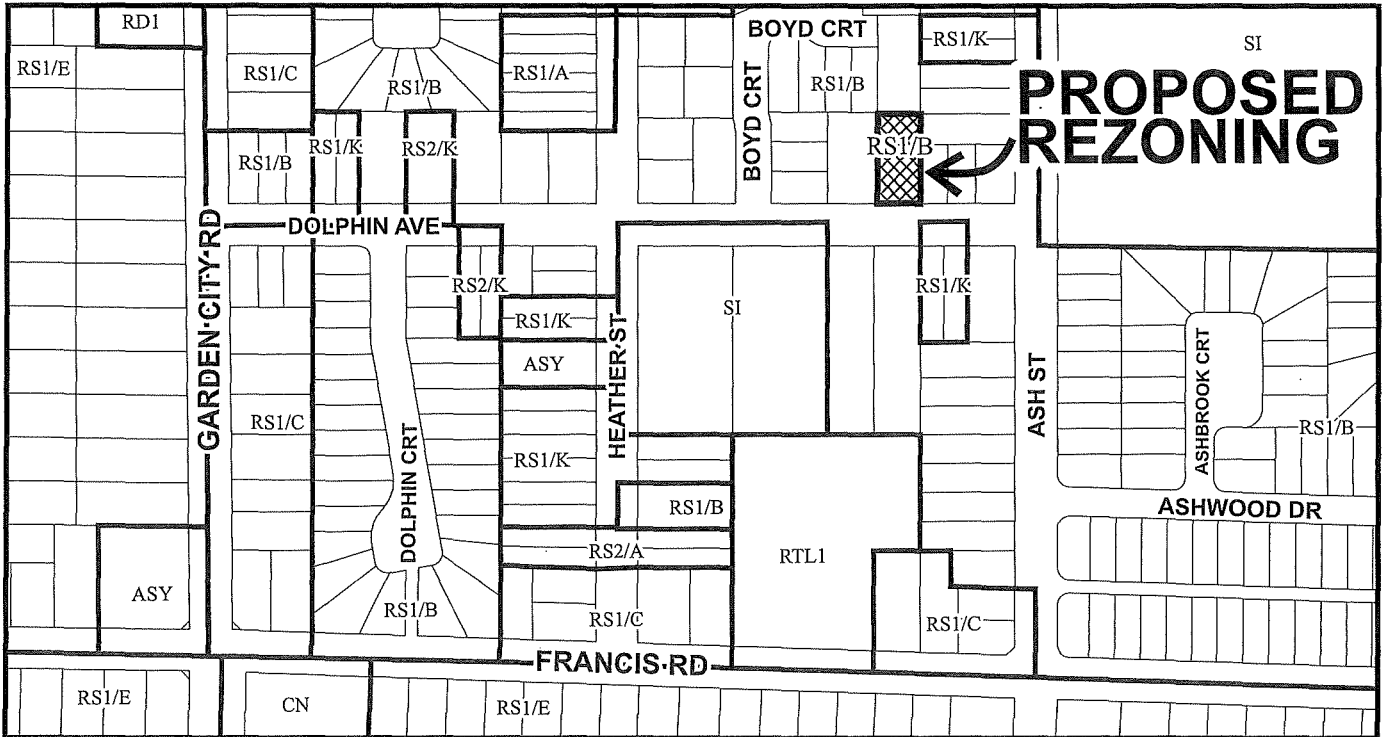 RD1
BOYD CRT
RS1/K
SI
RS1/E
RS1/C
RS1/B
RS1/A
BOYD CRT
RS1/B
PROPOSED
REZONING
RS1/B
RS1/K
RS2/K
RS1/B
DOLPHIN AVE
GARDEN CITY RD
RS2/K
RS1/K
SI
RS1/K
HEATHER ST
ASY
ASH ST
ASHBROOK CRT
RS1/C
DOLPHIN CRT
RS1/B
RS1/K
RS1/B
ASHWOOD DR
RS2/A
RTL1
ASY
RS1/B
RS1/C
RS1/C
FRANCIS RD
RS1/E
CN
RS1/E